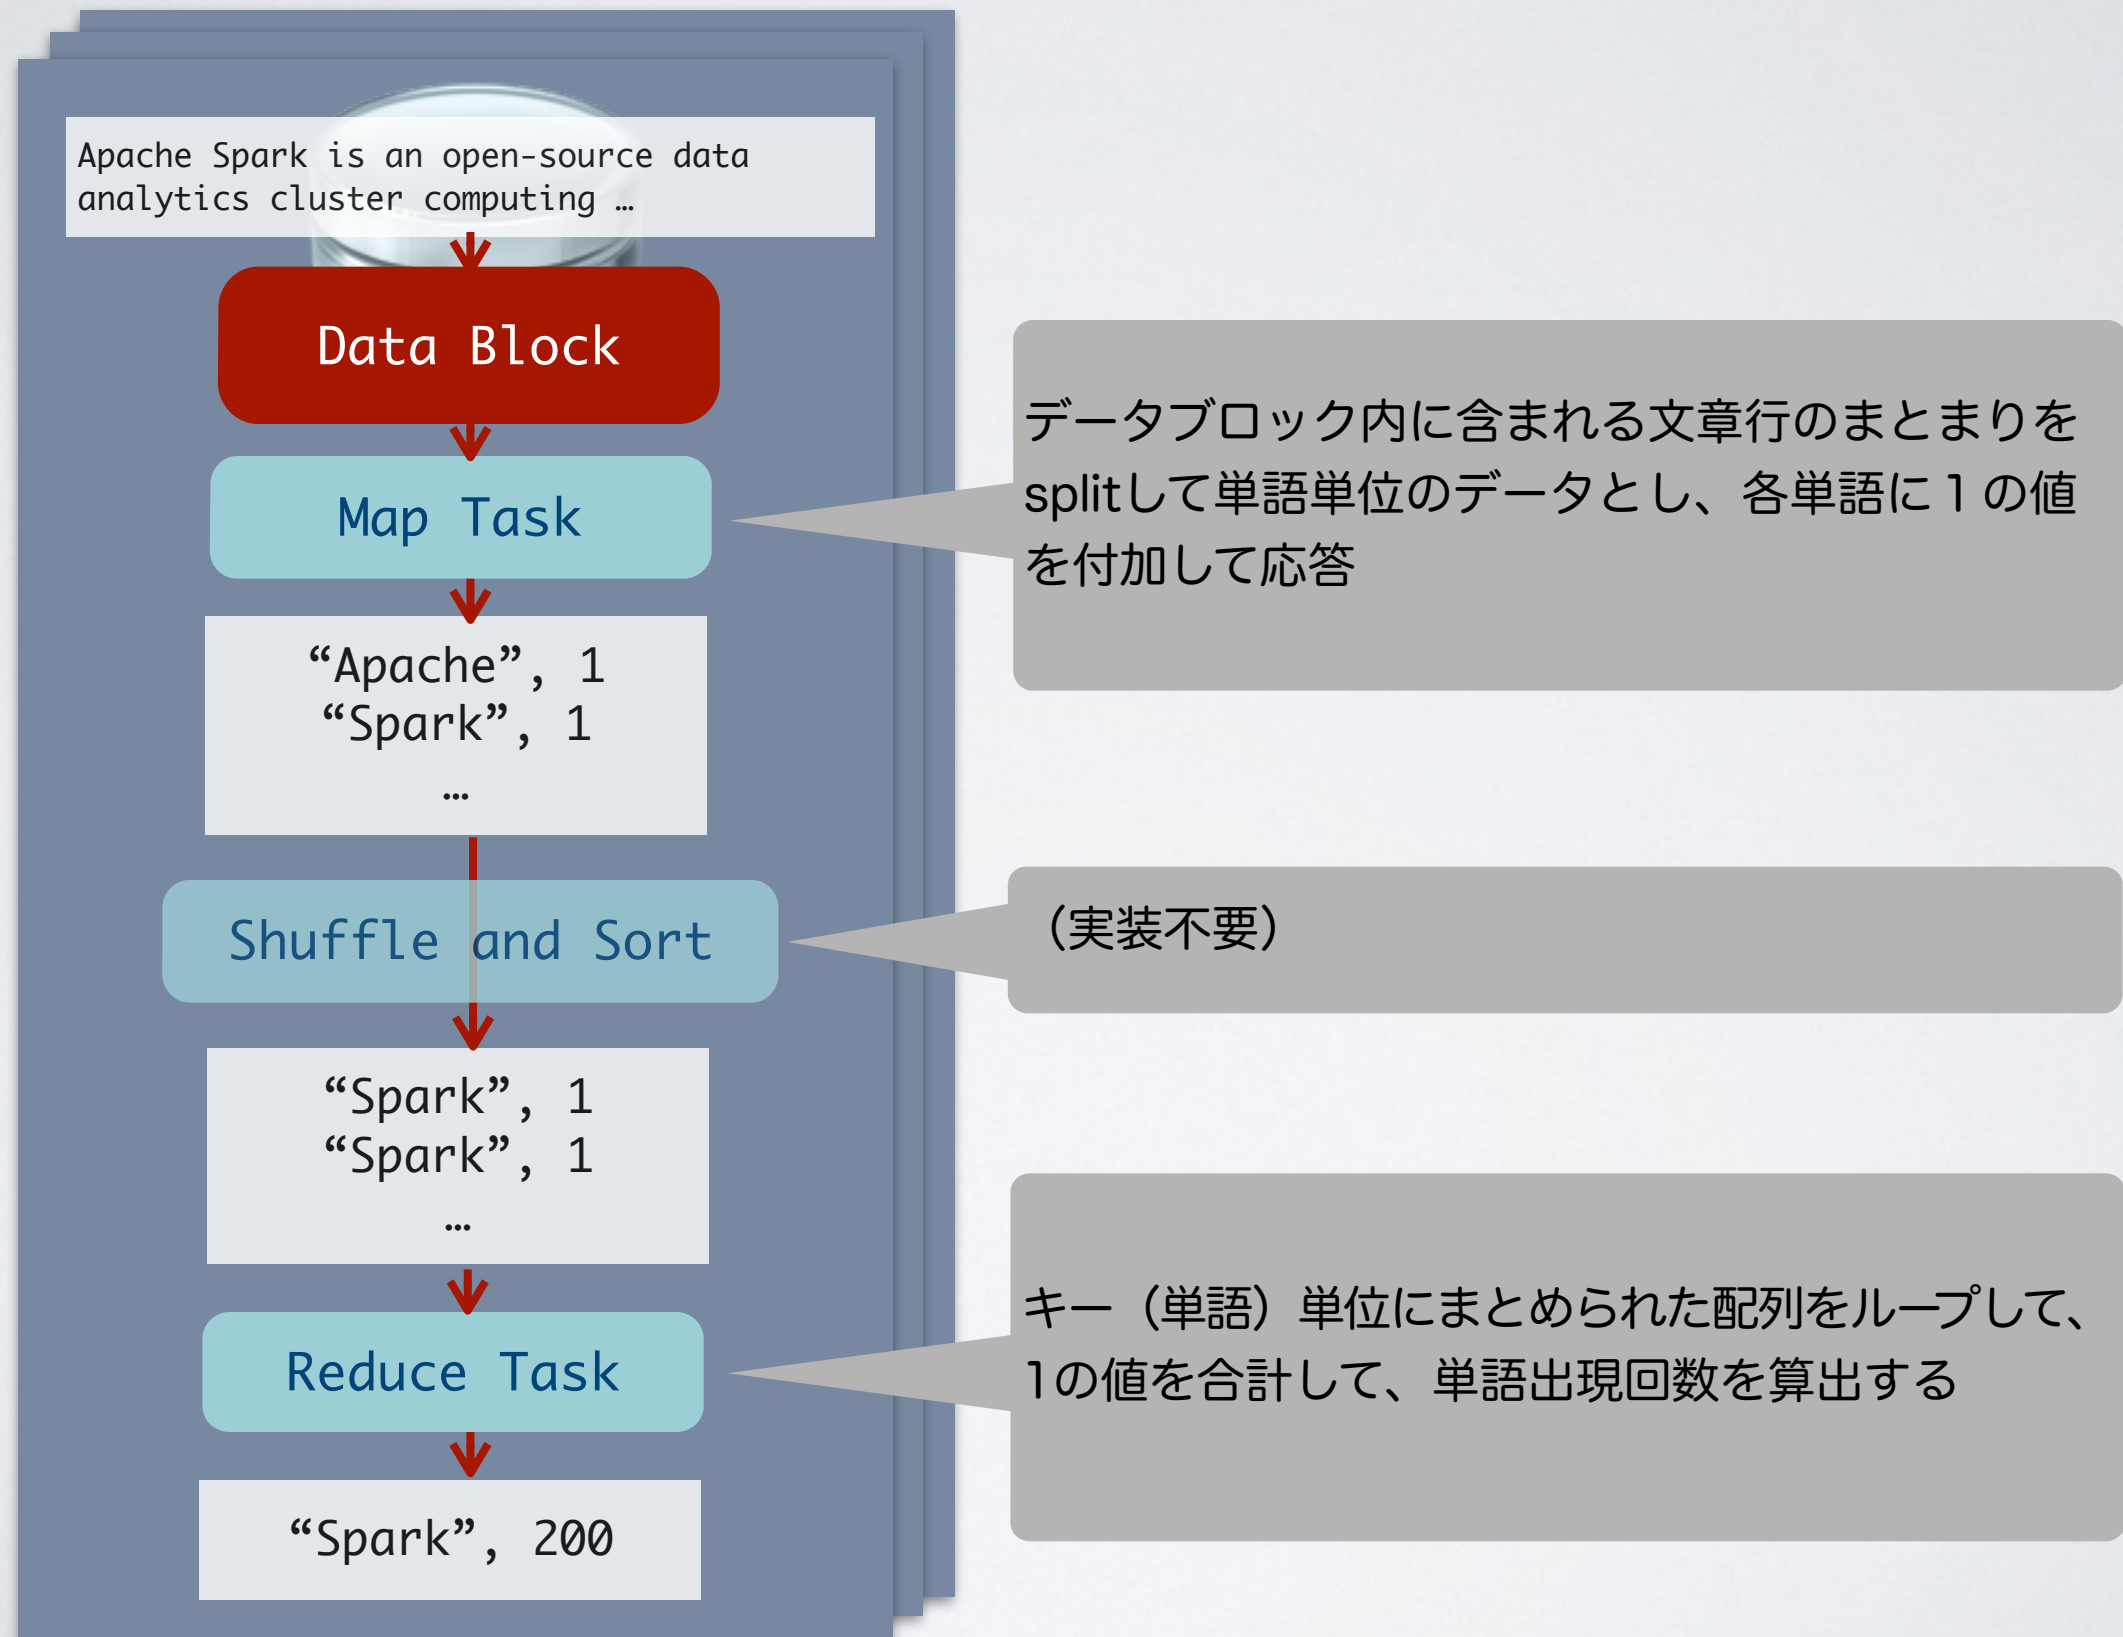 Apache Spark is an open-source data
analytics cluster computing …
Data Block
Map Task
データブロック内に含まれる文章行のまとまりを
splitして単語単位のデータとし、各単語に１の値
を付加して応答
“Apache”, 1
“Spark”, 1
…
Shuffle and Sort
（実装不要）
“Spark”, 1
“Spark”, 1
…
Reduce Task
キー（単語）単位にまとめられた配列をループして、
1の値を合計して、単語出現回数を算出する
“Spark”, 200